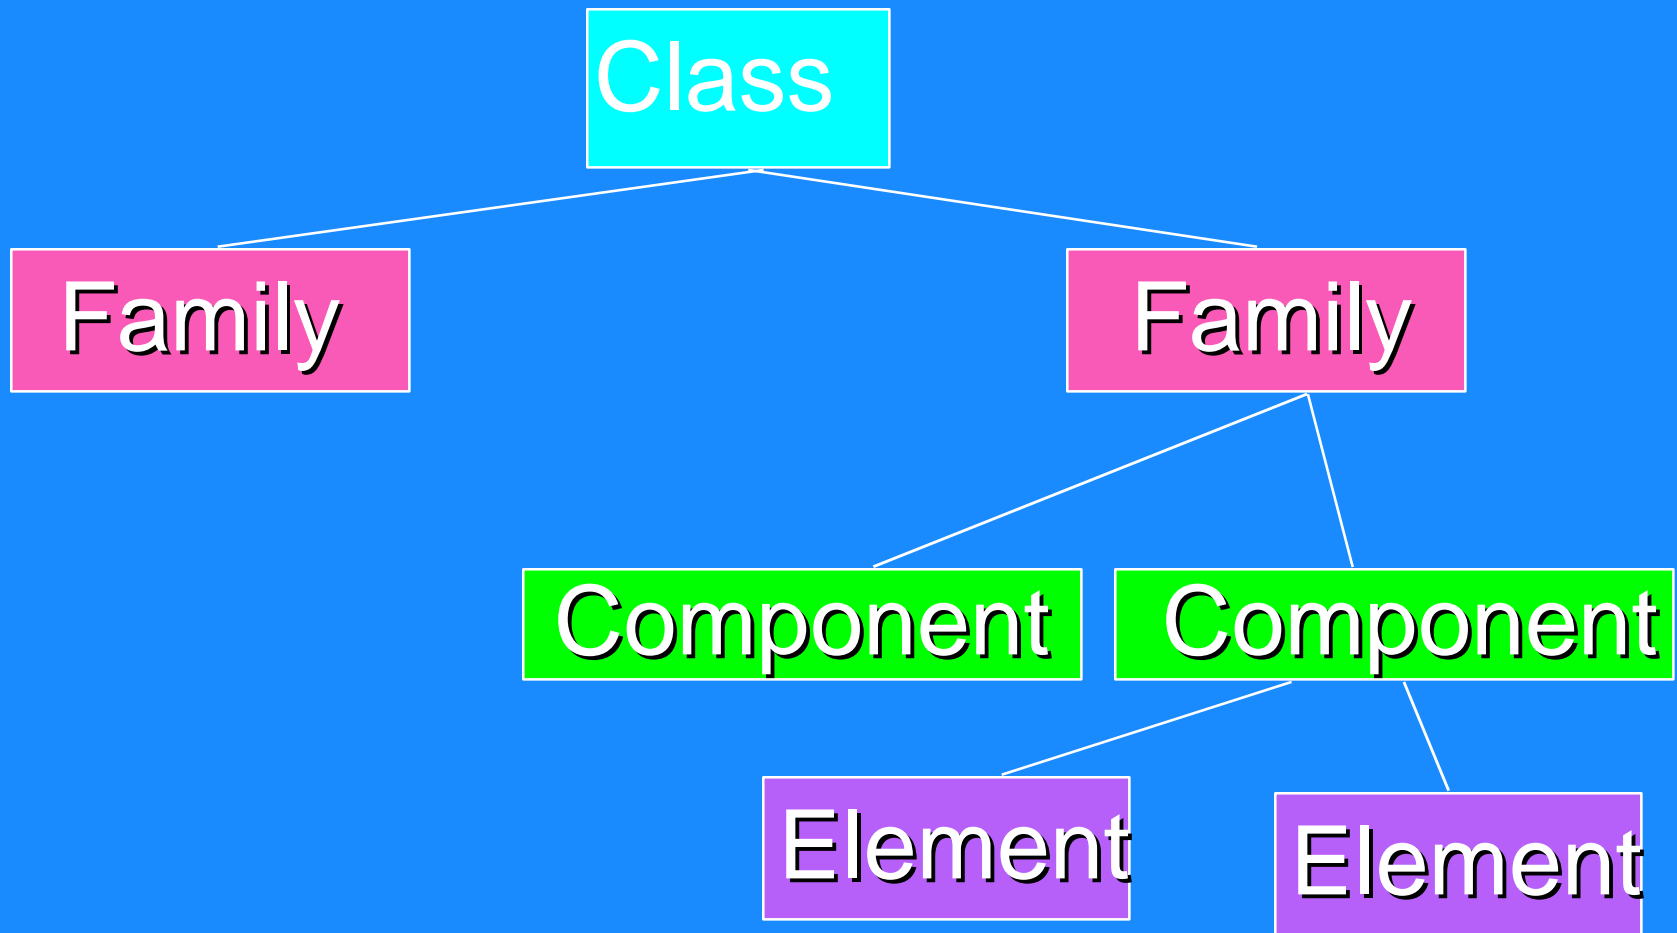 Class
Family
Family
Component
Component
Element
Element